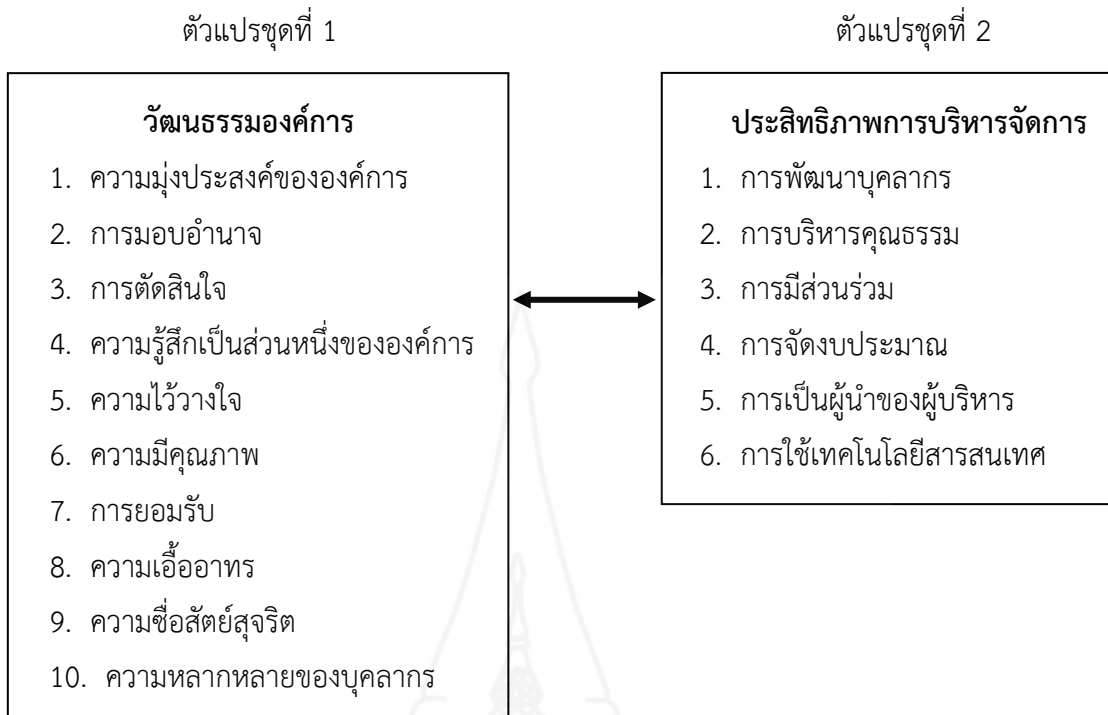 ตัวแปรชุดที่ 1
ตัวแปรชุดที่ 2
วัฒนธรรมองค์การ
1. ความมุ่งประสงค์ขององค์การ
2. การมอบอำนาจ
3. การตัดสินใจ
4. ความรู้สึกเป็นส่วนหนึ่งขององค์การ
5. ความไว้วางใจ
6. ความมีคุณภาพ
7. การยอมรับ
8. ความเอื้ออาทร
9. ความซื่อสัตย์สุจริต
10. ความหลากหลายของบุคลากร
ประสิทธิภาพการบริหารจัดการ
1. การพัฒนาบุคลากร
2. การบริหารคุณธรรม
3. การมีส่วนร่วม
4. การจัดงบประมาณ
5. การเป็นผู้นำของผู้บริหาร
6. การใช้เทคโนโลยีสารสนเทศ